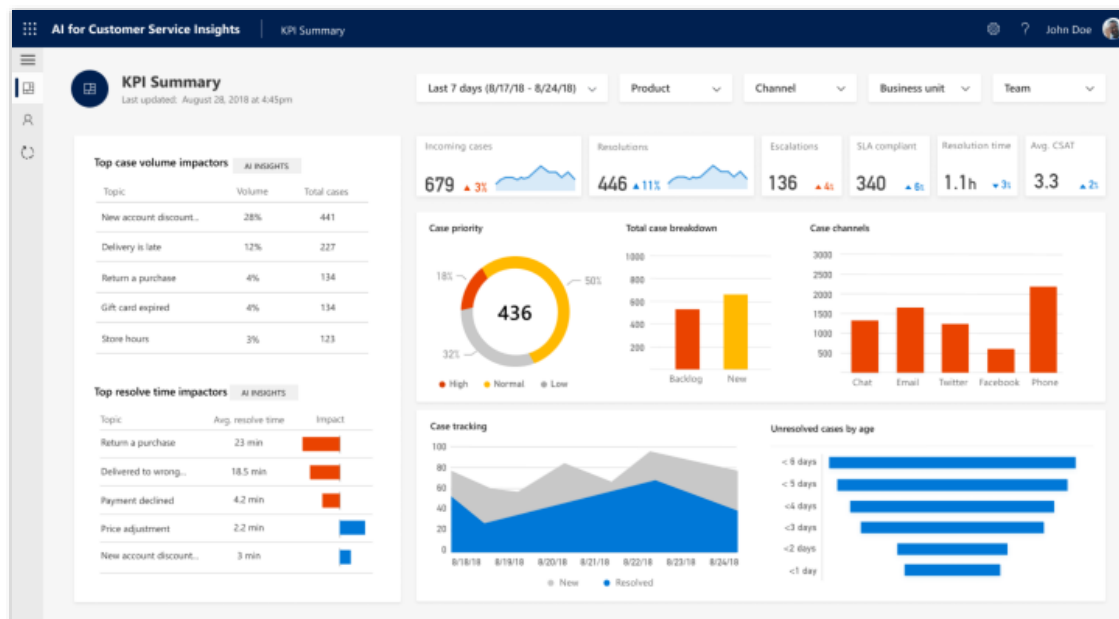 AI for Customer Service Insights
KPI Summary
? John Doe
KPI Summary
Last updated: August 28, 2018 at 4:45pm
Last 7 days (8/17/18 - 8/24/18)
Product
Channel
Business unit
Team
Top case volume impactors AI INSIGHTS
Topic Volume Total cases
New account discount... 28% 441
Delivery is late 12% 227
Return a purchase 4% 134
Gift card expired 4% 134
Store hours 3% 123
Top resolve time impactors AI INSIGHTS
Topic Avg. resolve time Impact
Return a purchase 23 min
Delivered to wrong... 18.5 min
Payment declined 4.2 min
Price adjustment 2.2 min
New account discount... 3 min
Incoming cases
679 ▲ 3%
Resolutions
446 ▲ 11%
Escalations
136 ▲ 4%
SLA compliant
340 ▲ 6%
Resolution time
1.1h ▼ 3%
Avg. CSAT
3.3 ▲ 2%
Case priority
18%
50%
436
32%
High Normal Low
Total case breakdown
1000
800
600
400
200
Backlog New
Case channels
3000
2500
2000
1500
1000
500
Chat Email Twitter Facebook Phone
Case tracking
100
80
60
40
20
0
8/18/18 8/19/18 8/20/18 8/21/18 8/22/18 8/23/18 8/24/18
New Resolved
Unresolved cases by age
< 6 days
< 5 days
<4 days
<3 days
<2 days
<1 day